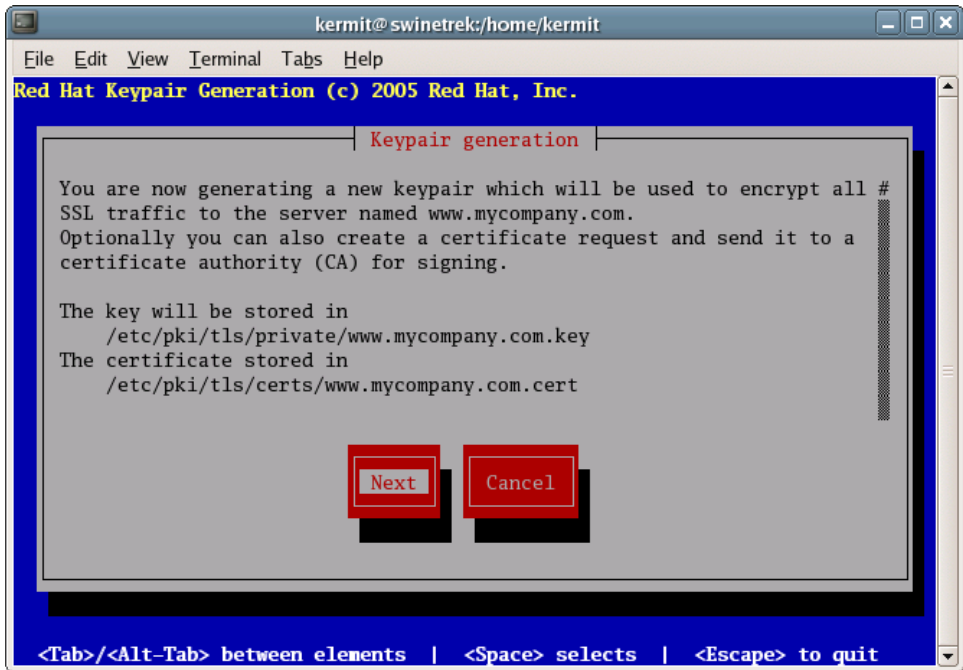 kermit@swinetrek:/home/kermit
File Edit View Terminal Tabs Help
Red Hat Keypair Generation (c) 2005 Red Hat, Inc.
Keypair generation
You are now generating a new keypair which will be used to encrypt all #
SSL traffic to the server named www.mycompany.com.
Optionally you can also create a certificate request and send it to a
certificate authority (CA) for signing.
The key will be stored in
/etc/pki/tls/private/www.mycompany.com.key
The certificate stored in
/etc/pki/tls/certs/www.mycompany.com.cert
Next Cancel
<Tab>/<Alt-Tab> between elements | <Space> selects | <Escape> to quit